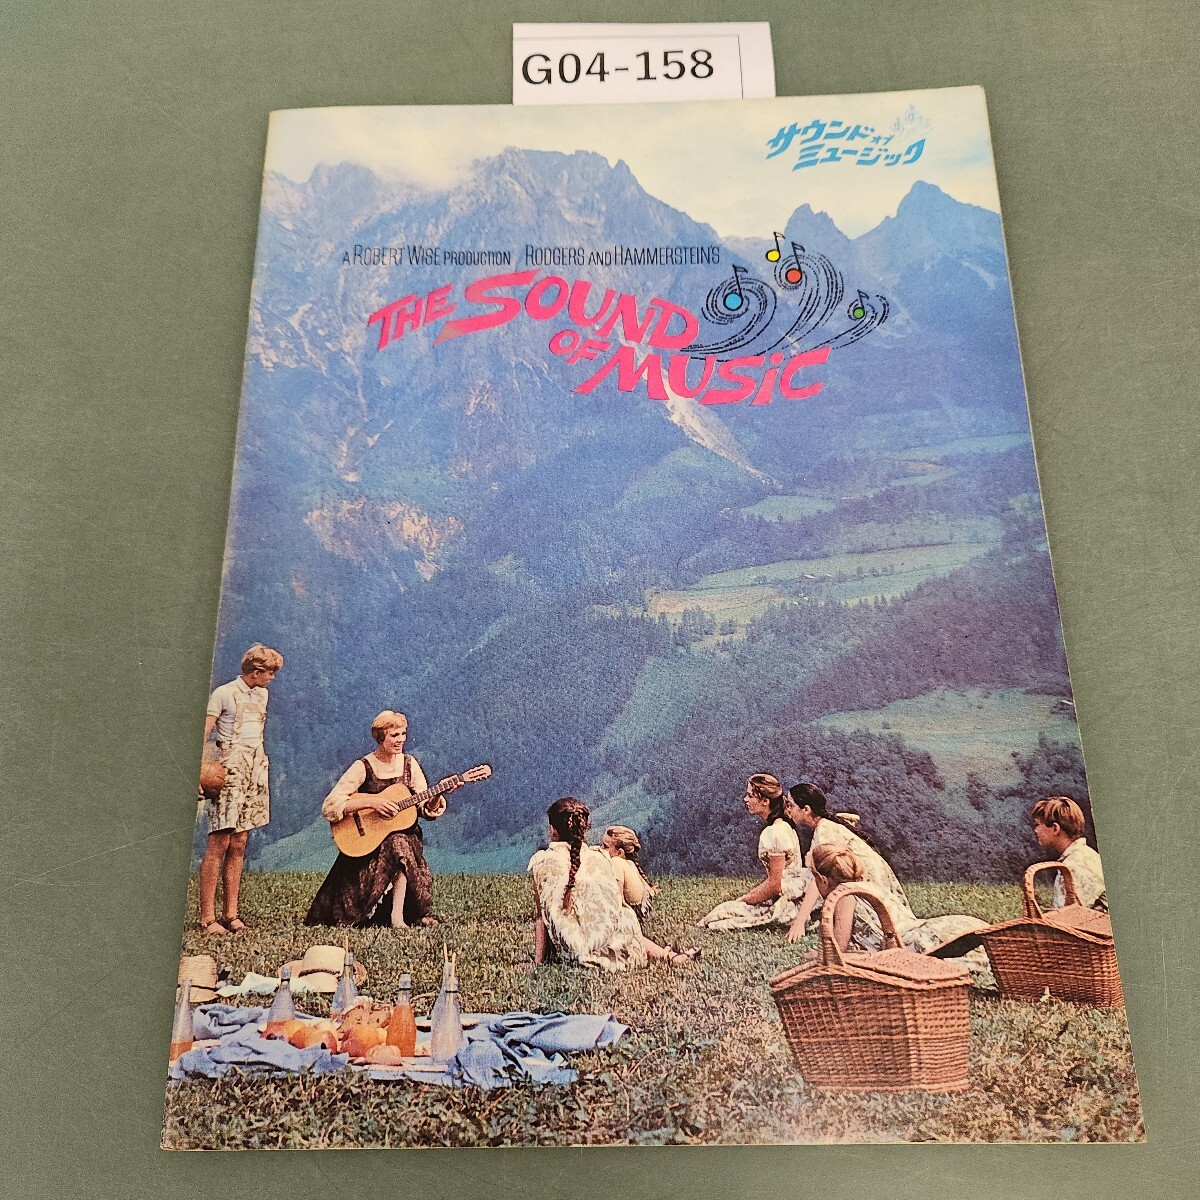 G04-158
サウンドオブ
ミュージック
A ROBERT WISE PRODUCTION RODGERS AND HAMMERSTEIN'S
THE SOUND
OF MUSIC